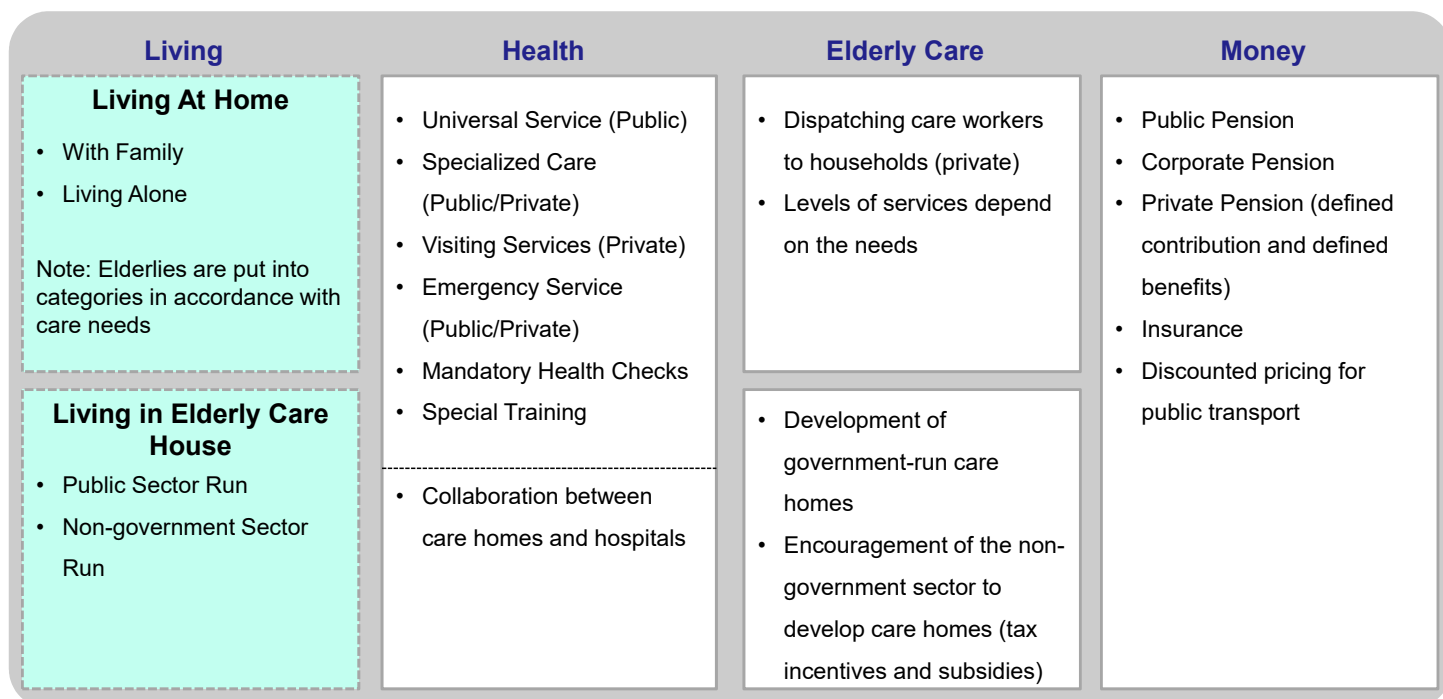 Living
Living At Home
• With Family
• Living Alone
Note: Elderlies are put into
categories in accordance with
care needs
Living in Elderly Care
House
• Public Sector Run
• Non-government Sector
Run
Health
• Universal Service (Public)
• Specialized Care
(Public/Private)
• Visiting Services (Private)
• Emergency Service
(Public/Private)
• Mandatory Health Checks
• Special Training
• Collaboration between
care homes and hospitals
Elderly Care
• Dispatching care workers
to households (private)
• Levels of services depend
on the needs
• Development of
government-run care
homes
• Encouragement of the non-
government sector to
develop care homes (tax
incentives and subsidies)
Money
• Public Pension
• Corporate Pension
• Private Pension (defined
contribution and defined
benefits)
• Insurance
• Discounted pricing for
public transport